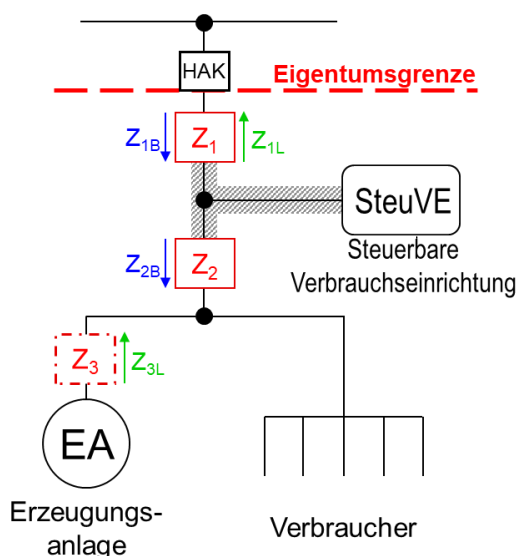 HAK
Eigentumsgrenze
Z1B
Z1
Z1L
SteuVE
Steuerbare
Verbrauchseinrichtung
Z2B
Z2
Z3
Z3L
EA
Erzeugungs-
anlage
Verbraucher